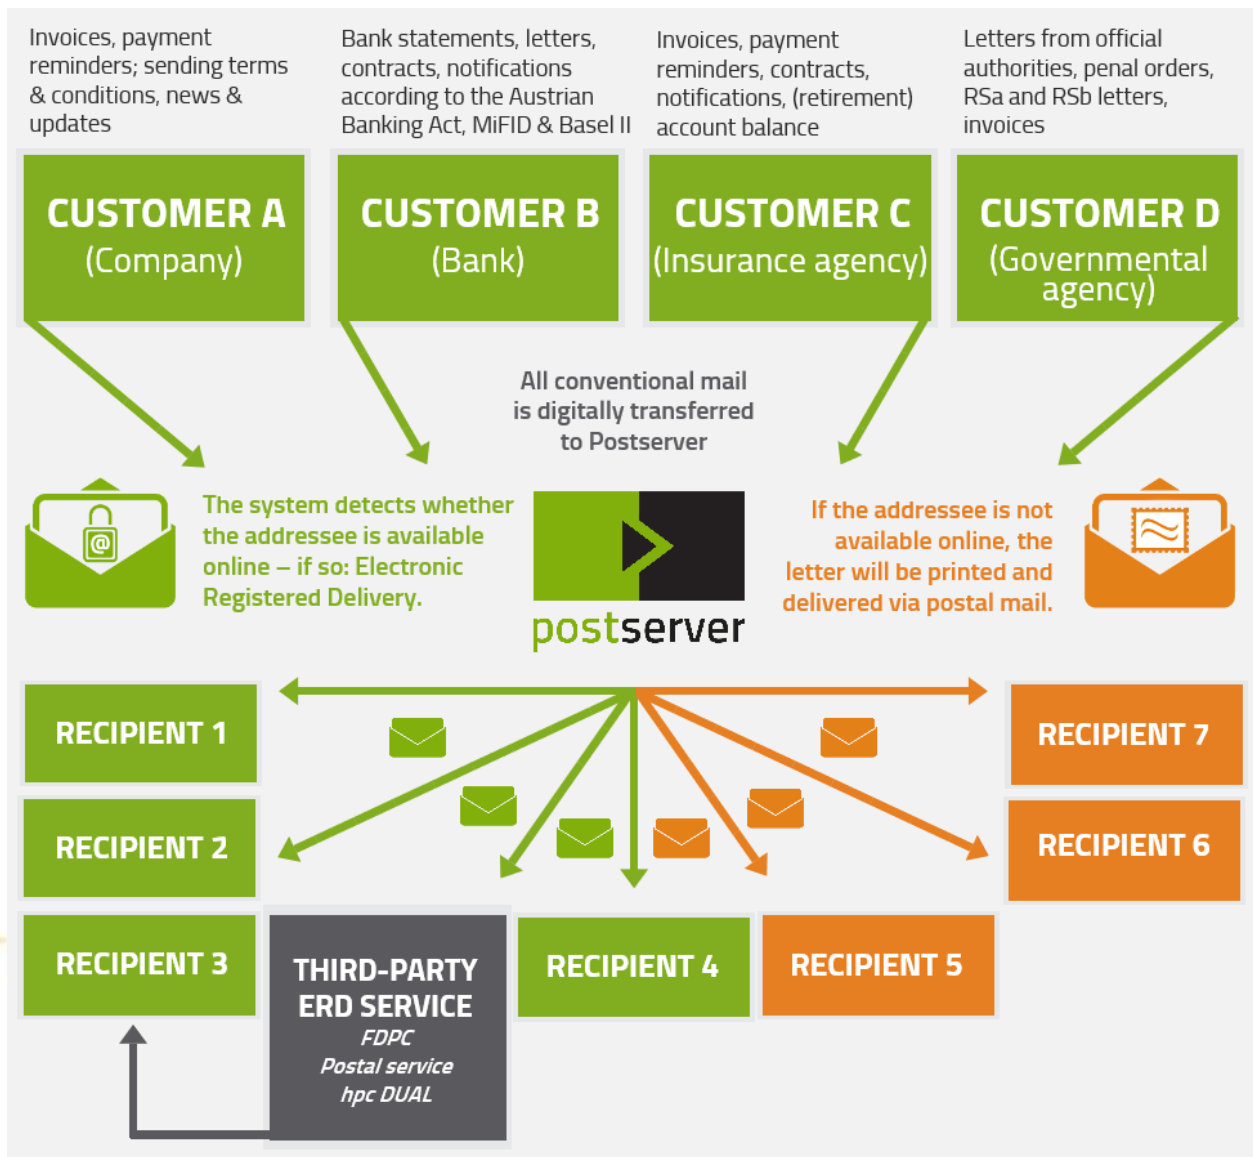 Invoices, payment
reminders; sending terms
& conditions, news &
updates
Bank statements, letters,
contracts, notifications
according to the Austrian
Banking Act, MiFID & Basel II
Invoices, payment
reminders, contracts,
notifications, (retirement)
account balance
Letters from official
authorities, penal orders,
RSa and RSb letters,
invoices
CUSTOMER A
(Company)
CUSTOMER B
(Bank)
CUSTOMER C
(Insurance agency)
CUSTOMER D
(Governmental
agency)
All conventional mail
is digitally transferred
to Postserver
@
The system detects whether
the addressee is available
online – if so: Electronic
Registered Delivery.
postserver
If the addressee is not
available online, the
letter will be printed and
delivered via postal mail.
RECIPIENT 1
RECIPIENT 2
RECIPIENT 3
THIRD-PARTY
ERD SERVICE
FDPC
Postal service
hpc DUAL
RECIPIENT 4
RECIPIENT 5
RECIPIENT 6
RECIPIENT 7